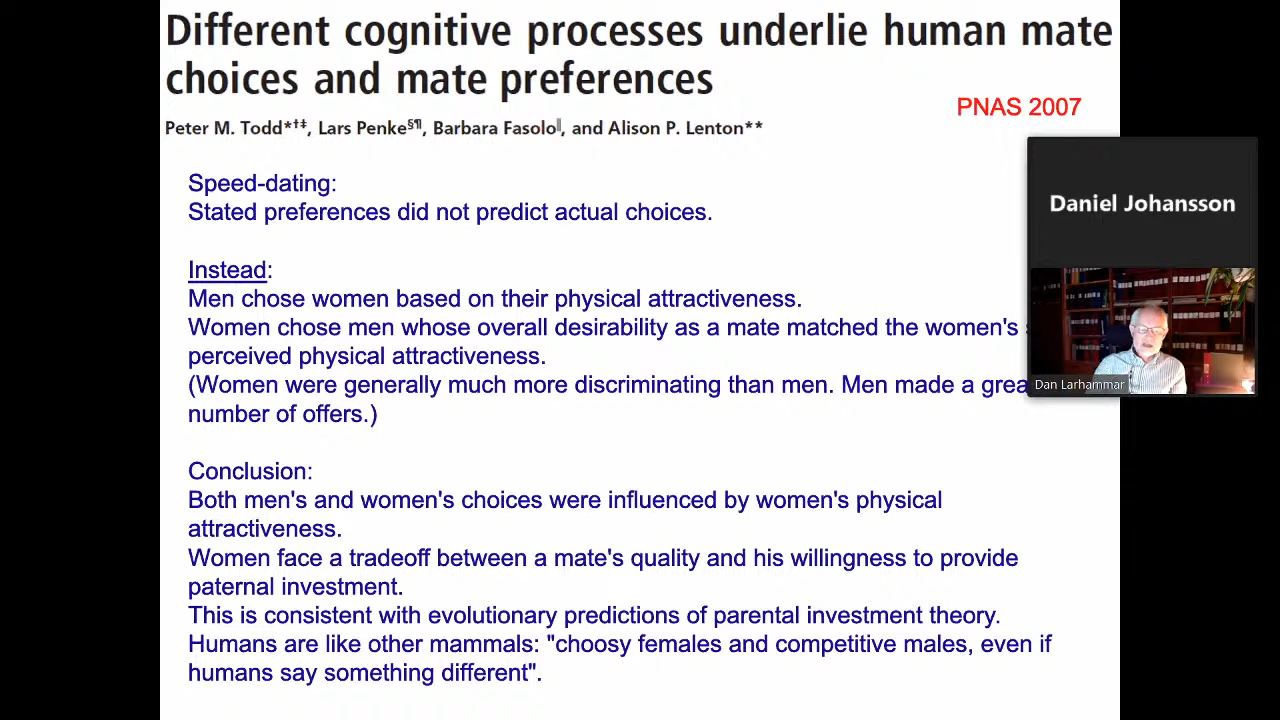 Different cognitive processes underlie human mate
choices and mate preferences
PNAS 2007
Peter M. Todd*†‡, Lars Penke§¶, Barbara Fasolo‖, and Alison P. Lenton**
Speed-dating:
Stated preferences did not predict actual choices.
Instead:
Men chose women based on their physical attractiveness.
Women chose men whose overall desirability as a mate matched the women's
perceived physical attractiveness.
(Women were generally much more discriminating than men. Men made a
number of offers.)
Conclusion:
Both men's and women's choices were influenced by women's physical
attractiveness.
Women face a tradeoff between a mate's quality and his willingness to provide
paternal investment.
This is consistent with evolutionary predictions of parental investment theory.
Humans are like other mammals: "choosy females and competitive males, even if
humans say something different".
Daniel Johansson
Dan Larhammar